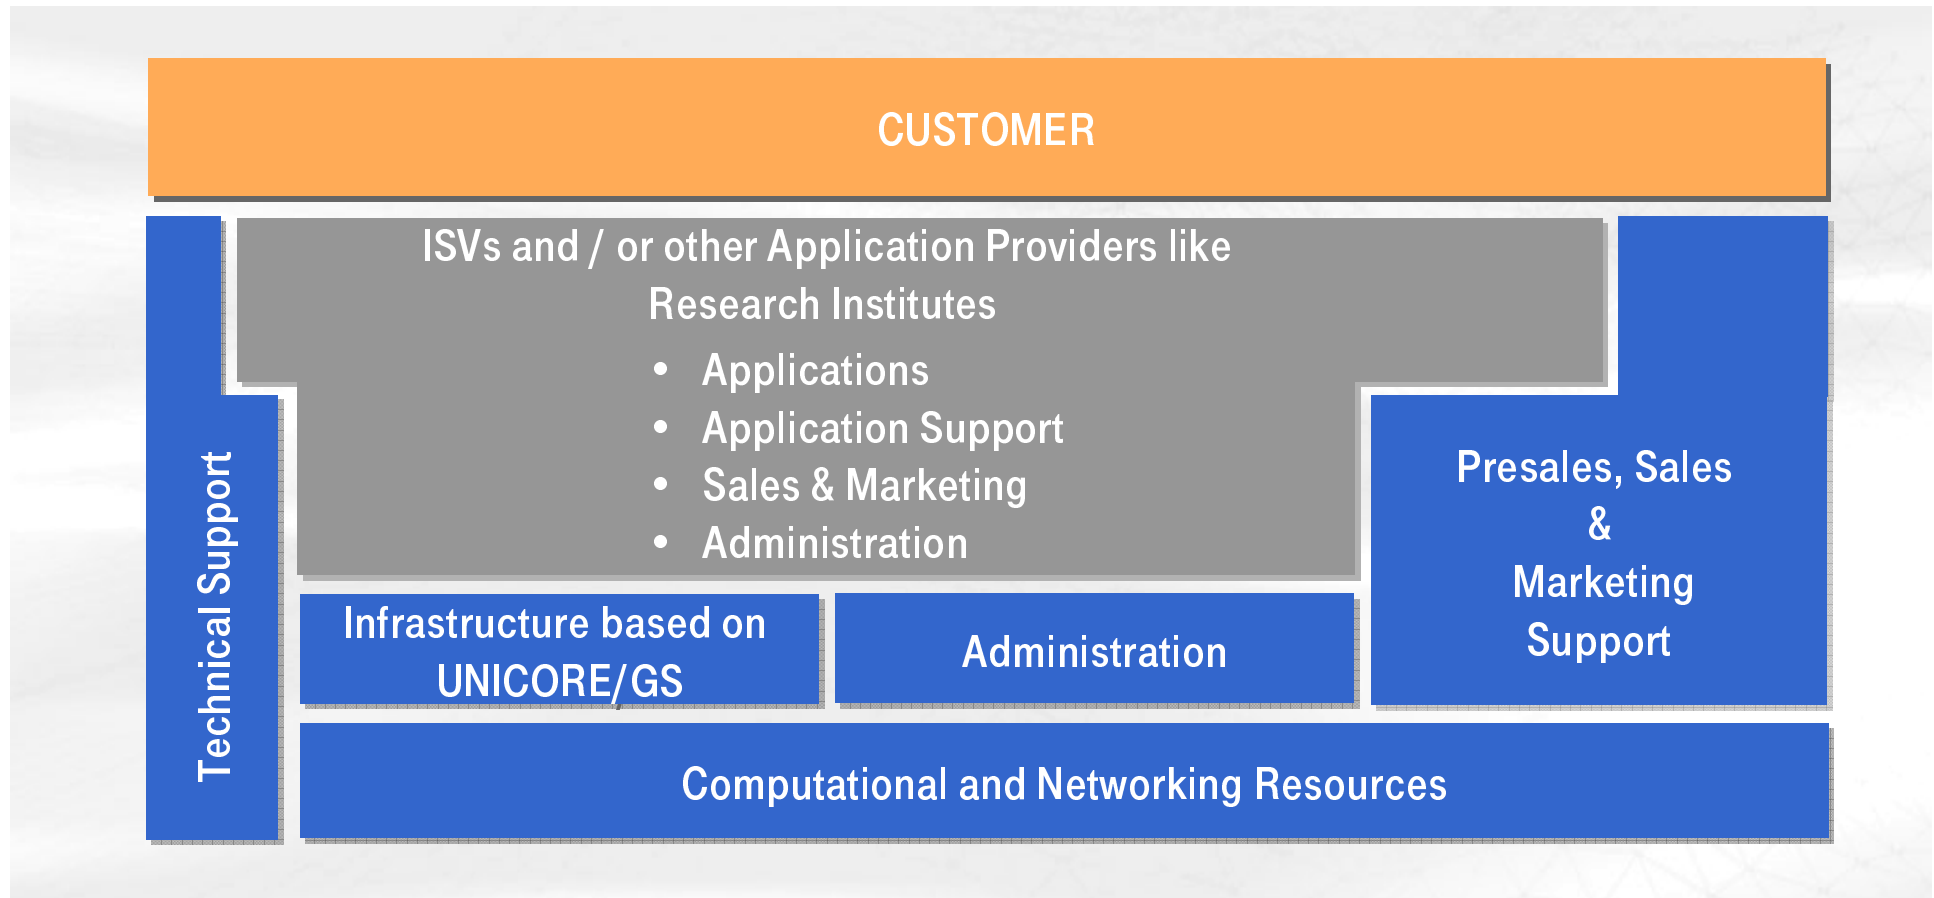 CUSTOMER
ISVs and / or other Application Providers like
Research Institutes
• Applications
• Application Support
• Sales & Marketing
• Administration
Technical Support
Presales, Sales
&
Marketing
Support
Infrastructure based on
UNICORE/GS
Administration
Computational and Networking Resources